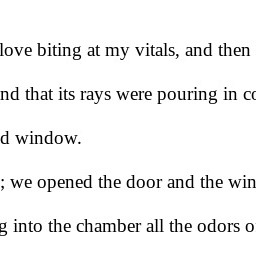 love biting at my vitals, and then
nd that its rays were pouring in co
d window.
; we opened the door and the win
g into the chamber all the odors o